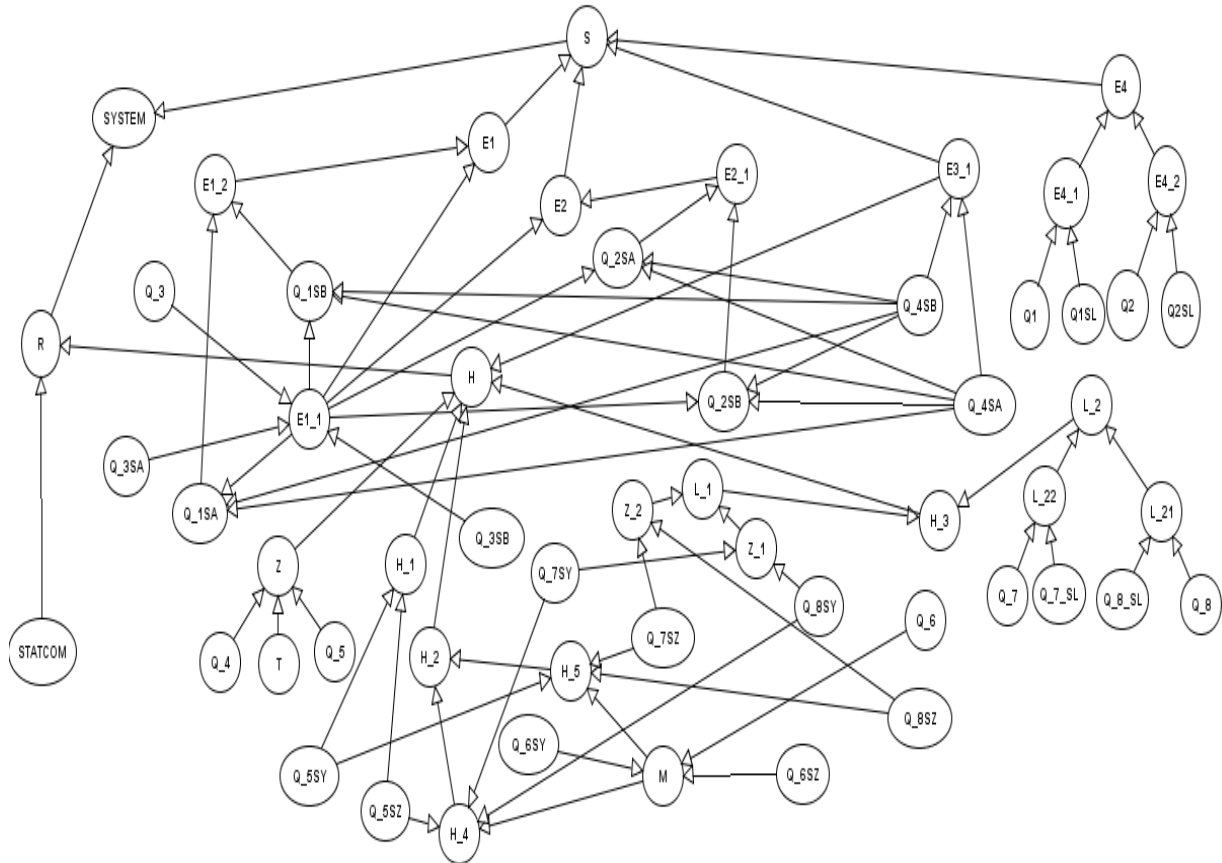 S
E4
SYSTEM
E1
E1_2
E2_1
E3_1
E4_1
E4_2
E2
Q_2SA
Q_3
Q_1SB
Q_4SB
Q1
Q1SL
Q2
Q2SL
R
H
Q_2SB
Q_4SA
L_2
E1_1
Q_3SA
Q_1SA
Q_3SB
Z_2
L_1
H_3
L_22
L_21
Z
H_1
Q_7SY
Z_1
Q_8SY
Q_6
Q_7
Q_7_SL
Q_8_SL
Q_8
STATCOM
Q_4
T
Q_5
H_2
H_5
Q_7SZ
Q_8SZ
Q_5SY
Q_6SY
M
Q_6SZ
Q_5SZ
H_4